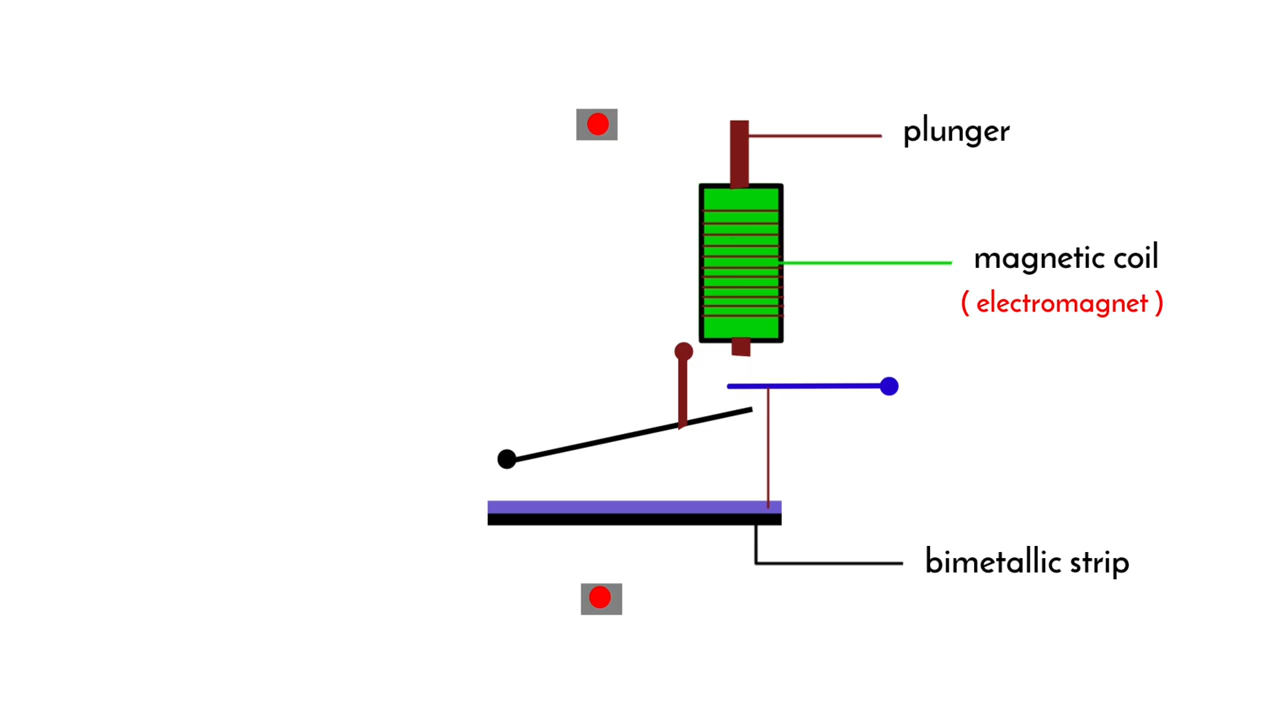 plunger
magnetic coil
( electromagnet )
bimetallic strip